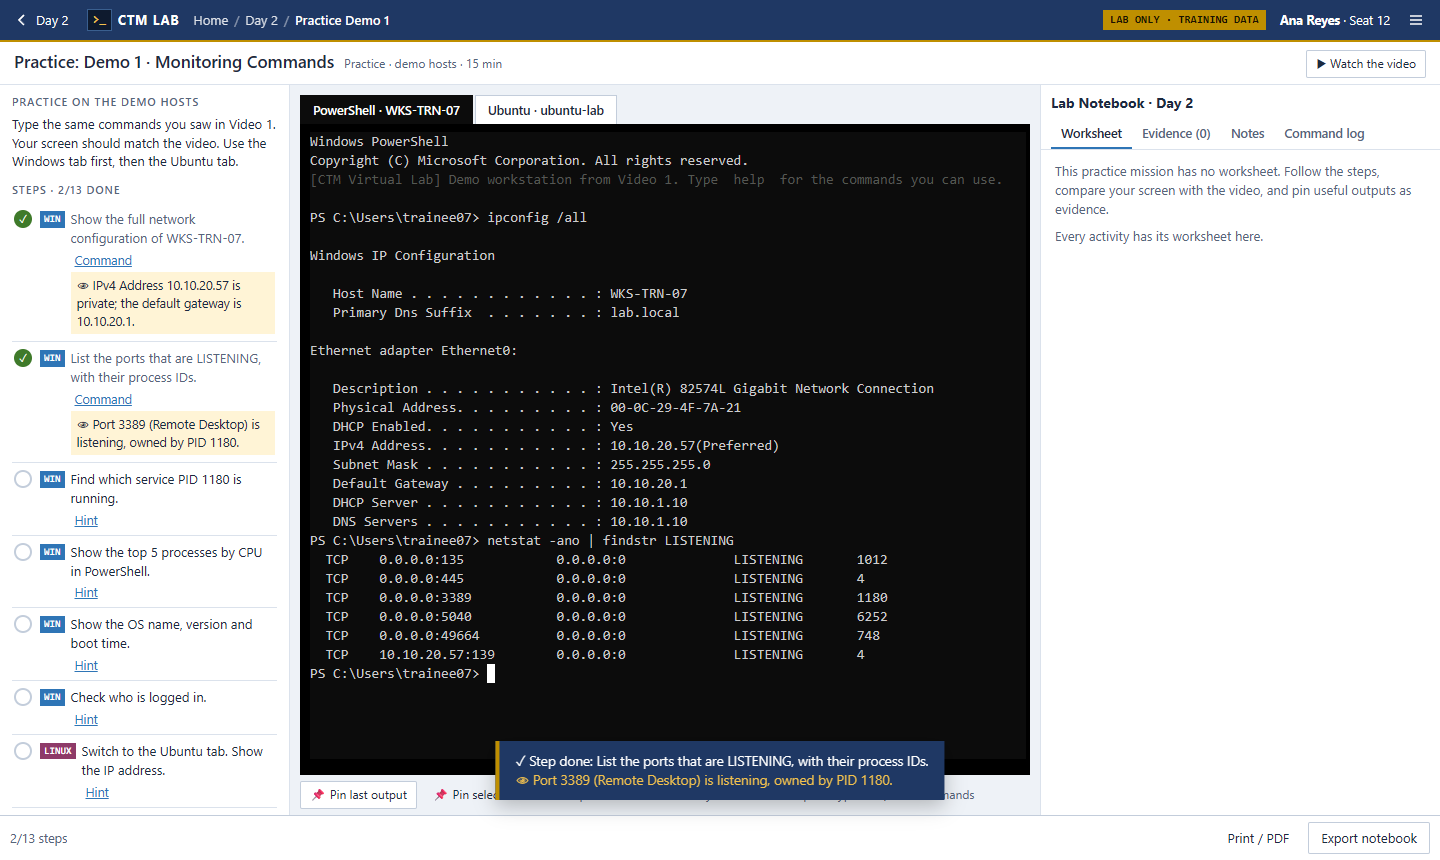 Day 2
>_ CTM LAB Home / Day 2 / Practice Demo 1
LAB ONLY · TRAINING DATA
Ana Reyes · Seat 12
Practice: Demo 1 · Monitoring Commands
Practice · demo hosts · 15 min
Watch the video
PRACTICE ON THE DEMO HOSTS
Type the same commands you saw in Video 1.
Your screen should match the video. Use the
Windows tab first, then the Ubuntu tab.
STEPS · 2/13 DONE
WIN Show the full network
configuration of WKS-TRN-07.
Command
IPv4 Address 10.10.20.57 is
private; the default gateway is
10.10.20.1.
WIN List the ports that are LISTENING,
with their process IDs.
Command
Port 3389 (Remote Desktop) is
listening, owned by PID 1180.
WIN Find which service PID 1180 is
running.
Hint
WIN Show the top 5 processes by CPU
in PowerShell.
Hint
WIN Show the OS name, version and
boot time.
Hint
WIN Check who is logged in.
Hint
LINUX Switch to the Ubuntu tab. Show
the IP address.
Hint
PowerShell · WKS-TRN-07
Ubuntu · ubuntu-lab
Windows PowerShell
Copyright (C) Microsoft Corporation. All rights reserved.
[CTM Virtual Lab] Demo workstation from Video 1. Type  help  for the commands you can use.
PS C:\Users\trainee07> ipconfig /all
Windows IP Configuration
Host Name . . . . . . . . . . . . : WKS-TRN-07
Primary Dns Suffix  . . . . . . . : lab.local
Ethernet adapter Ethernet0:
Description . . . . . . . . . . . : Intel(R) 82574L Gigabit Network Connection
Physical Address. . . . . . . . . : 00-0C-29-4F-7A-21
DHCP Enabled. . . . . . . . . . . : Yes
IPv4 Address. . . . . . . . . . . : 10.10.20.57(Preferred)
Subnet Mask . . . . . . . . . . . : 255.255.255.0
Default Gateway . . . . . . . . . : 10.10.20.1
DHCP Server . . . . . . . . . . . : 10.10.1.10
DNS Servers . . . . . . . . . . . : 10.10.1.10
PS C:\Users\trainee07> netstat -ano | findstr LISTENING
TCP    0.0.0.0:135            0.0.0.0:0              LISTENING       1012
TCP    0.0.0.0:445            0.0.0.0:0              LISTENING       4
TCP    0.0.0.0:3389           0.0.0.0:0              LISTENING       1180
TCP    0.0.0.0:5040           0.0.0.0:0              LISTENING       6252
TCP    0.0.0.0:49664          0.0.0.0:0              LISTENING       748
TCP    10.10.20.57:139        0.0.0.0:0              LISTENING       4
PS C:\Users\trainee07>
✓ Step done: List the ports that are LISTENING, with their process IDs.
Port 3389 (Remote Desktop) is listening, owned by PID 1180.
Pin last output
Pin
Lab Notebook · Day 2
Worksheet
Evidence (0)
Notes
Command log
This practice mission has no worksheet. Follow the steps,
compare your screen with the video, and pin useful outputs as
evidence.
Every activity has its worksheet here.
2/13 steps
Print / PDF
Export notebook